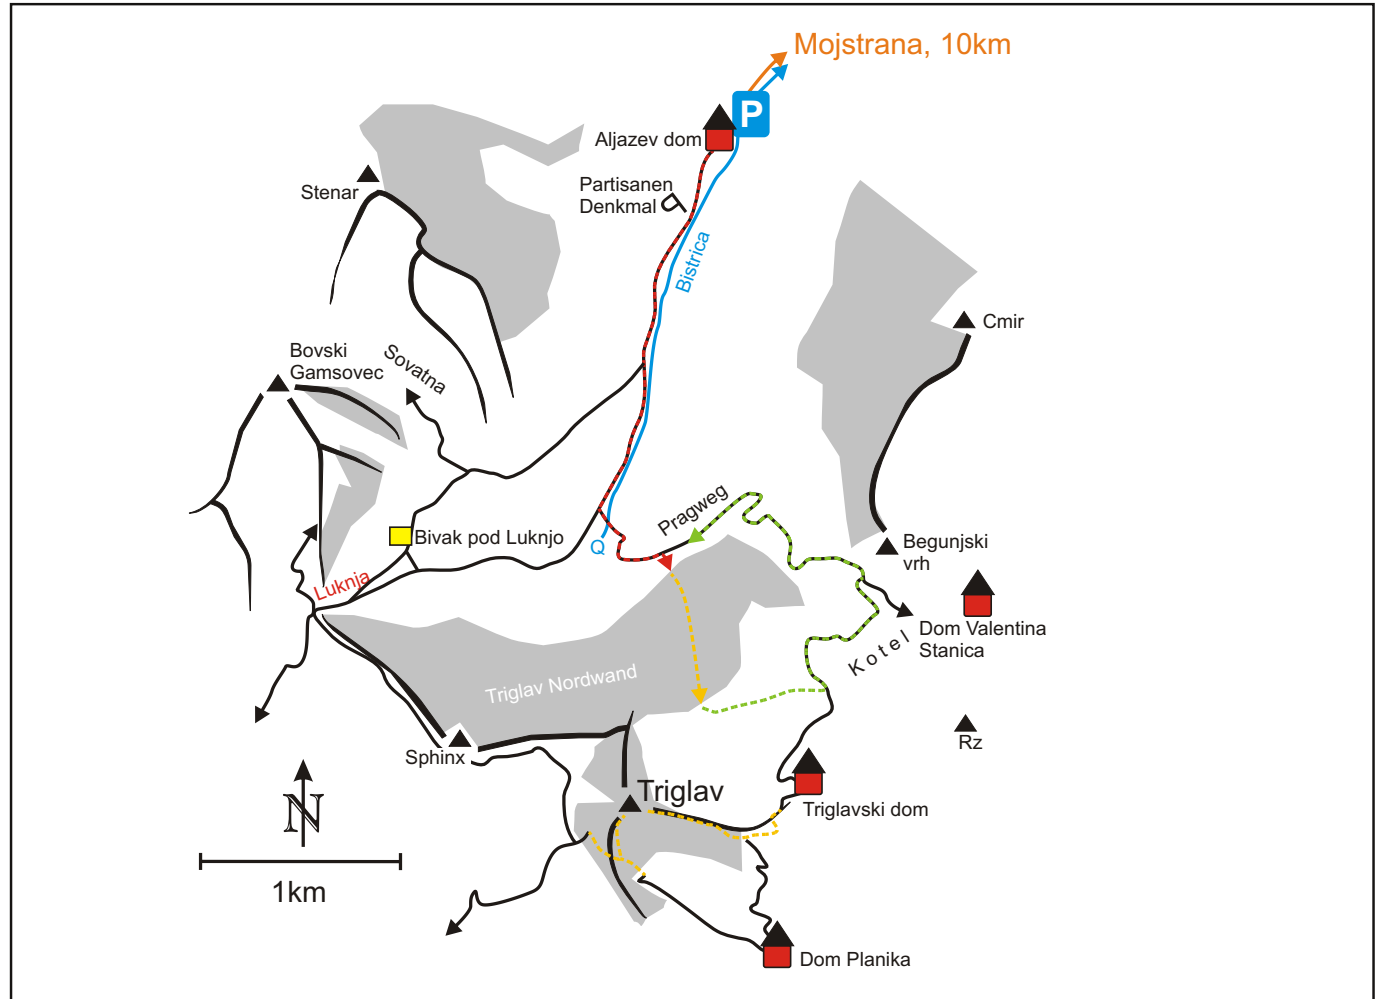 Mojstrana, 10km
P
Aljazev dom
Partisanen
Denkmal
Stenar
Bistrica
Cmir
Bovski
Gamsovec
Sovatna
Pragweg
Bivak pod Luknjo
Q
Begunjski
vrh
Luknja
Dom Valentina
Stanica
Kotel
Triglav Nordwand
Rz
Sphinx
Triglav
Triglavski dom
N
1km
Dom Planika